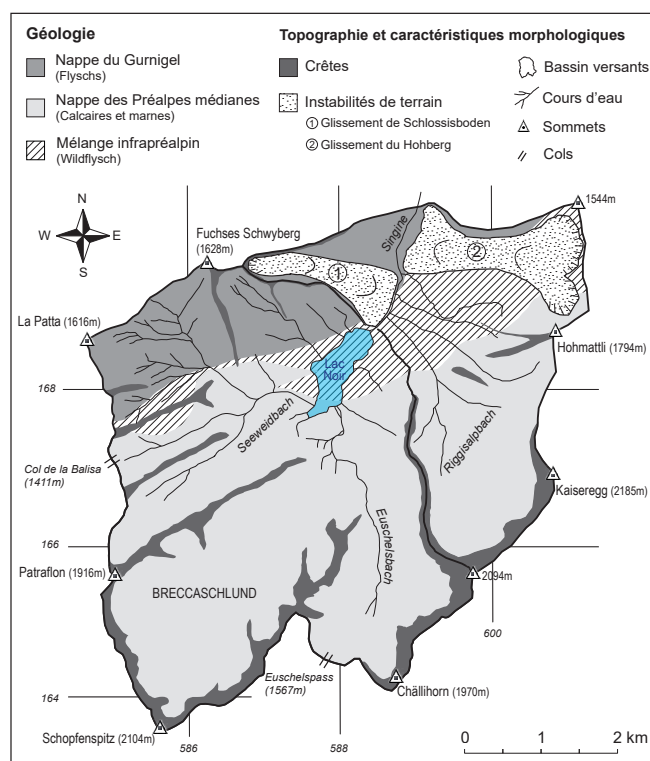 Géologie
Nappe du Gurnigel
(Flyschs)
Nappe des Préalpes médianes
(Calcaires et marnes)
Mélange infrapréalpin
(Wildflysch)
Topographie et caractéristiques morphologiques
Crêtes
Instabilités de terrain
① Glissement de Schlossisboden
② Glissement du Hohberg
Bassin versants
Cours d'eau
Sommets
Cols
N
W E
S
1544m
Fuchses Schwyberg
(1628m)
Singine
1
2
La Patta (1616m)
Hohmattli (1794m)
Lac
Noir
168
Seeweidbach
Riggisalpbach
Col de la Balisa
(1411m)
Kaiseregg (2185m)
Euschelsbach
166
Patraflon (1916m)
2094m
BRECCASCHLUND
600
Euschelspass
(1567m)
Chällihorn (1970m)
164
Schopfenspitz (2104m)
586
588
0 1 2 km